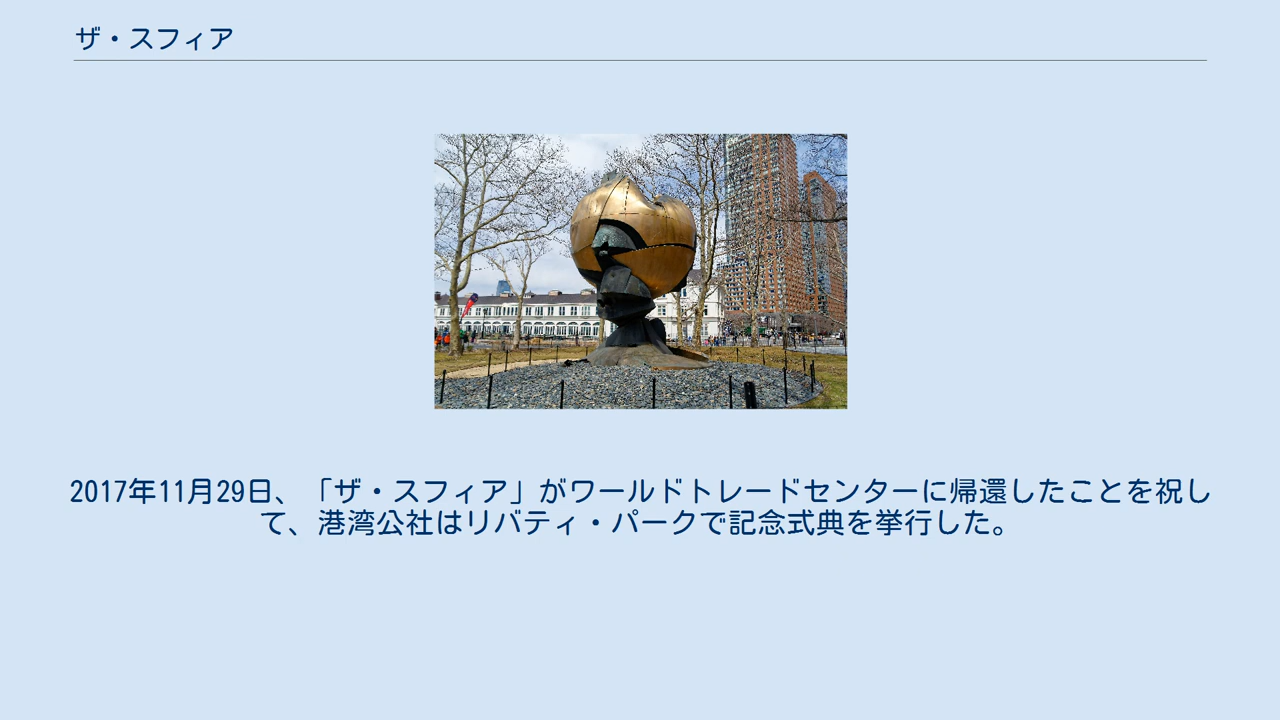 ザ・スフィア
2017年11月29日、「ザ・スフィア」がワールドトレードセンターに帰還したことを祝し
て、港湾公社はリバティ・パークで記念式典を挙行した。